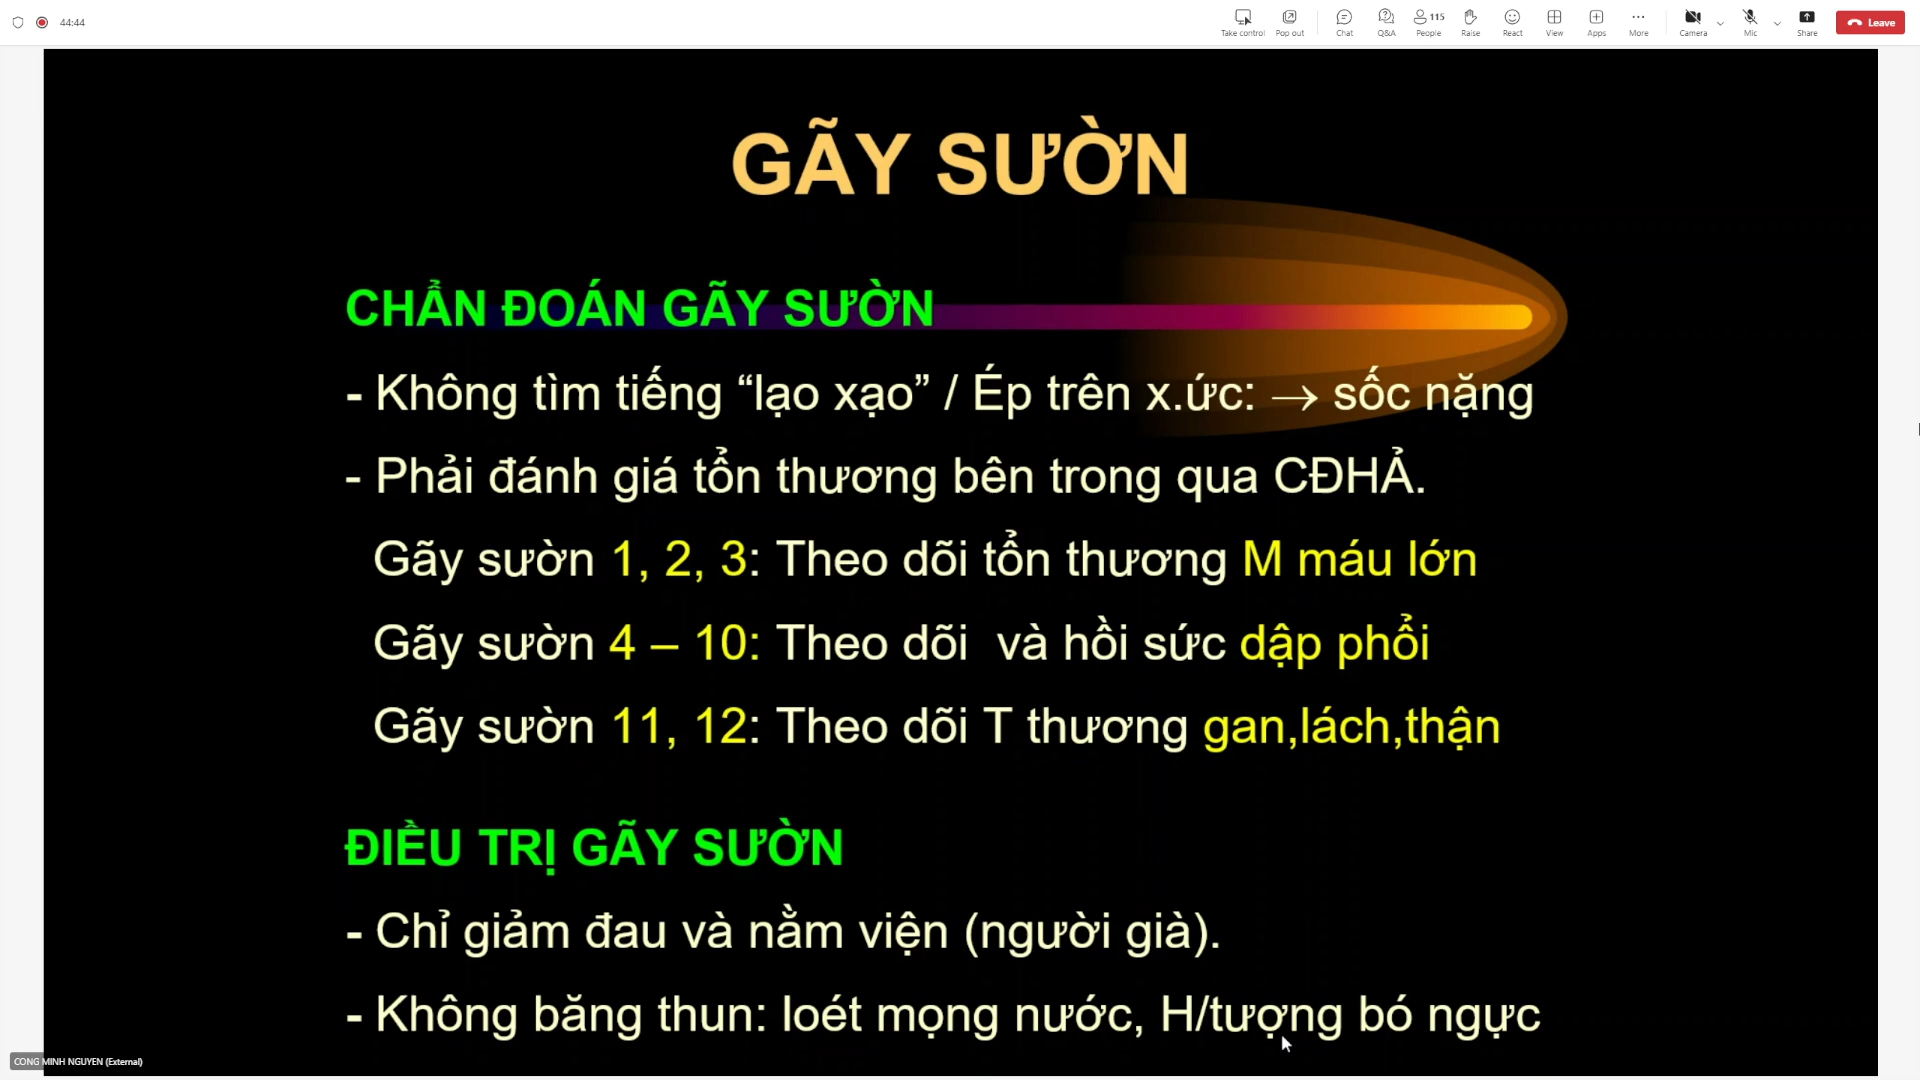 44:44
Take control
Pop out
Chat
Q&A
115
People
Raise
React
View
Apps
More
Camera
Mic
Share
Leave
GÃY SƯỜN
CHẨN ĐOÁN GÃY SƯỜN
- Không tìm tiếng “lạo xạo” / Ép trên x.ức: → sốc nặng
- Phải đánh giá tổn thương bên trong qua CĐHẢ.
Gãy sườn 1, 2, 3: Theo dõi tổn thương M máu lớn
Gãy sườn 4 – 10: Theo dõi và hồi sức dập phổi
Gãy sườn 11, 12: Theo dõi T thương gan,lách,thận
ĐIỀU TRỊ GÃY SƯỜN
- Chỉ giảm đau và nằm viện (người già).
- Không băng thun: loét mọng nước, H/tượng bó ngực
CONG MINH NGUYEN (External)